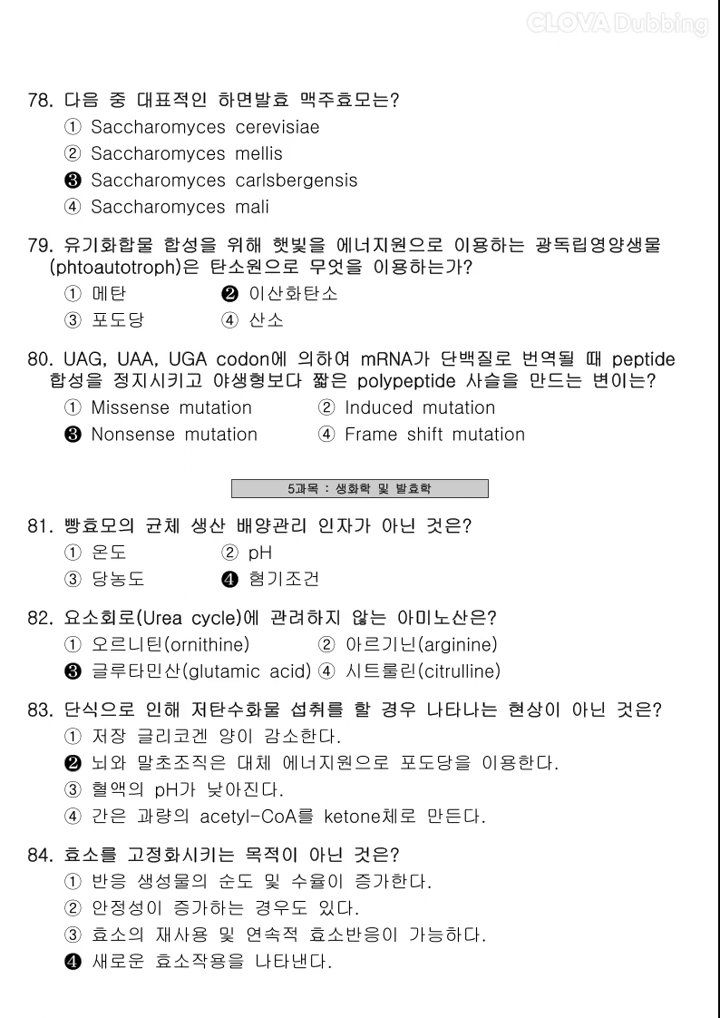 CLOVA Dubbing
78. 다음 중 대표적인 하면발효 맥주효모는?
① Saccharomyces cerevisiae
② Saccharomyces mellis
❸ Saccharomyces carlsbergensis
④ Saccharomyces mali
79. 유기화합물 합성을 위해 햇빛을 에너지원으로 이용하는 광독립영양생물
(phtoautotroph)은 탄소원으로 무엇을 이용하는가?
① 메탄 ❷ 이산화탄소
③ 포도당 ④ 산소
80. UAG, UAA, UGA codon에 의하여 mRNA가 단백질로 번역될 때 peptide
합성을 정지시키고 야생형보다 짧은 polypeptide 사슬을 만드는 변이는?
① Missense mutation ② Induced mutation
❸ Nonsense mutation ④ Frame shift mutation
5과목 : 생화학 및 발효학
81. 빵효모의 균체 생산 배양관리 인자가 아닌 것은?
① 온도 ② pH
③ 당농도 ❹ 혐기조건
82. 요소회로(Urea cycle)에 관려하지 않는 아미노산은?
① 오르니틴(ornithine) ② 아르기닌(arginine)
❸ 글루타민산(glutamic acid) ④ 시트룰린(citrulline)
83. 단식으로 인해 저탄수화물 섭취를 할 경우 나타나는 현상이 아닌 것은?
① 저장 글리코겐 양이 감소한다.
❷ 뇌와 말초조직은 대체 에너지원으로 포도당을 이용한다.
③ 혈액의 pH가 낮아진다.
④ 간은 과량의 acetyl-CoA를 ketone체로 만든다.
84. 효소를 고정화시키는 목적이 아닌 것은?
① 반응 생성물의 순도 및 수율이 증가한다.
② 안정성이 증가하는 경우도 있다.
③ 효소의 재사용 및 연속적 효소반응이 가능하다.
❹ 새로운 효소작용을 나타낸다.